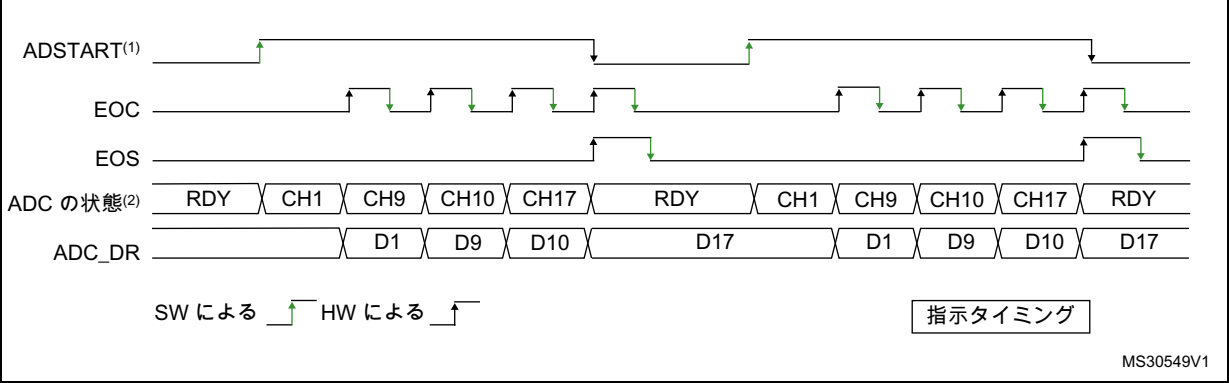 ADSTART(1)
EOC
EOS
ADC の状態(2) RDY CH1 CH9 CH10 CH17 RDY CH1 CH9 CH10 CH17 RDY
ADC_DR D1 D9 D10 D17 D1 D9 D10 D17
SW による HW による 指示タイミング
MS30549V1